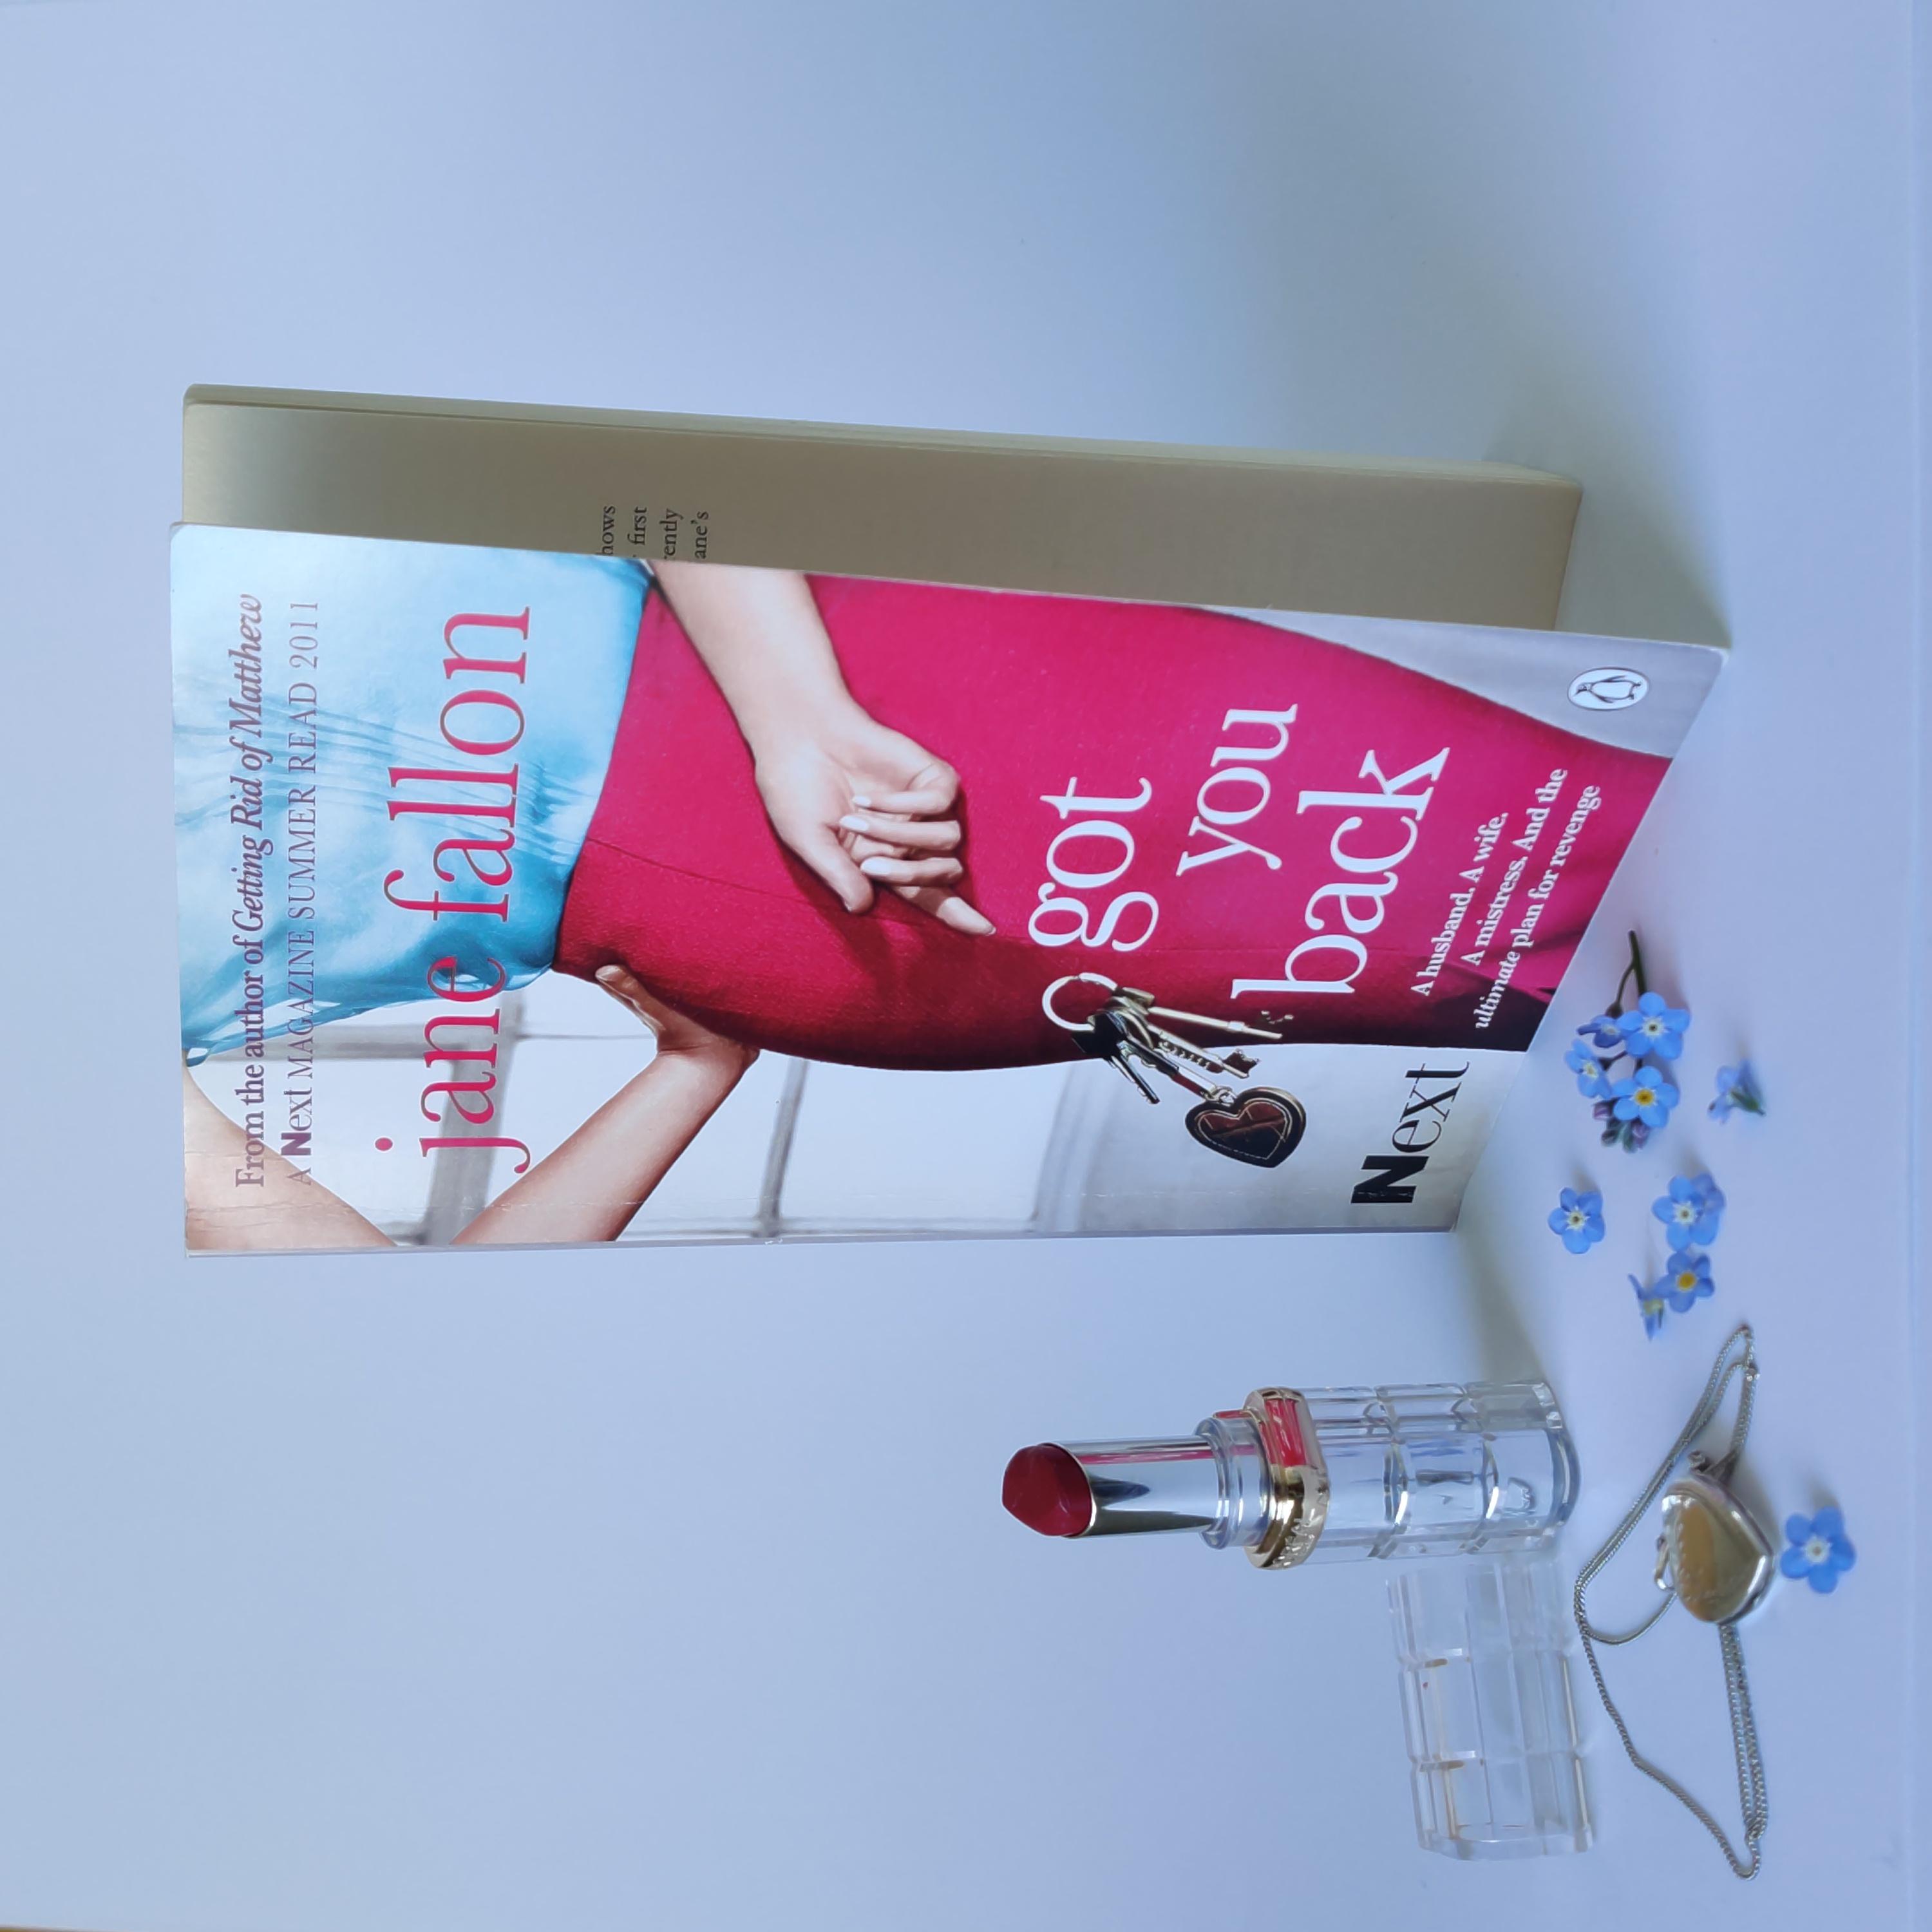 From the author of Getting Rid of Matthew
A Next MAGAZINE SUMMER READ 2011
jane fallon
hows
first
rently
ane's
got
you
back
Next
A husband. A wife.
A mistress. And the
ultimate plan for revenge